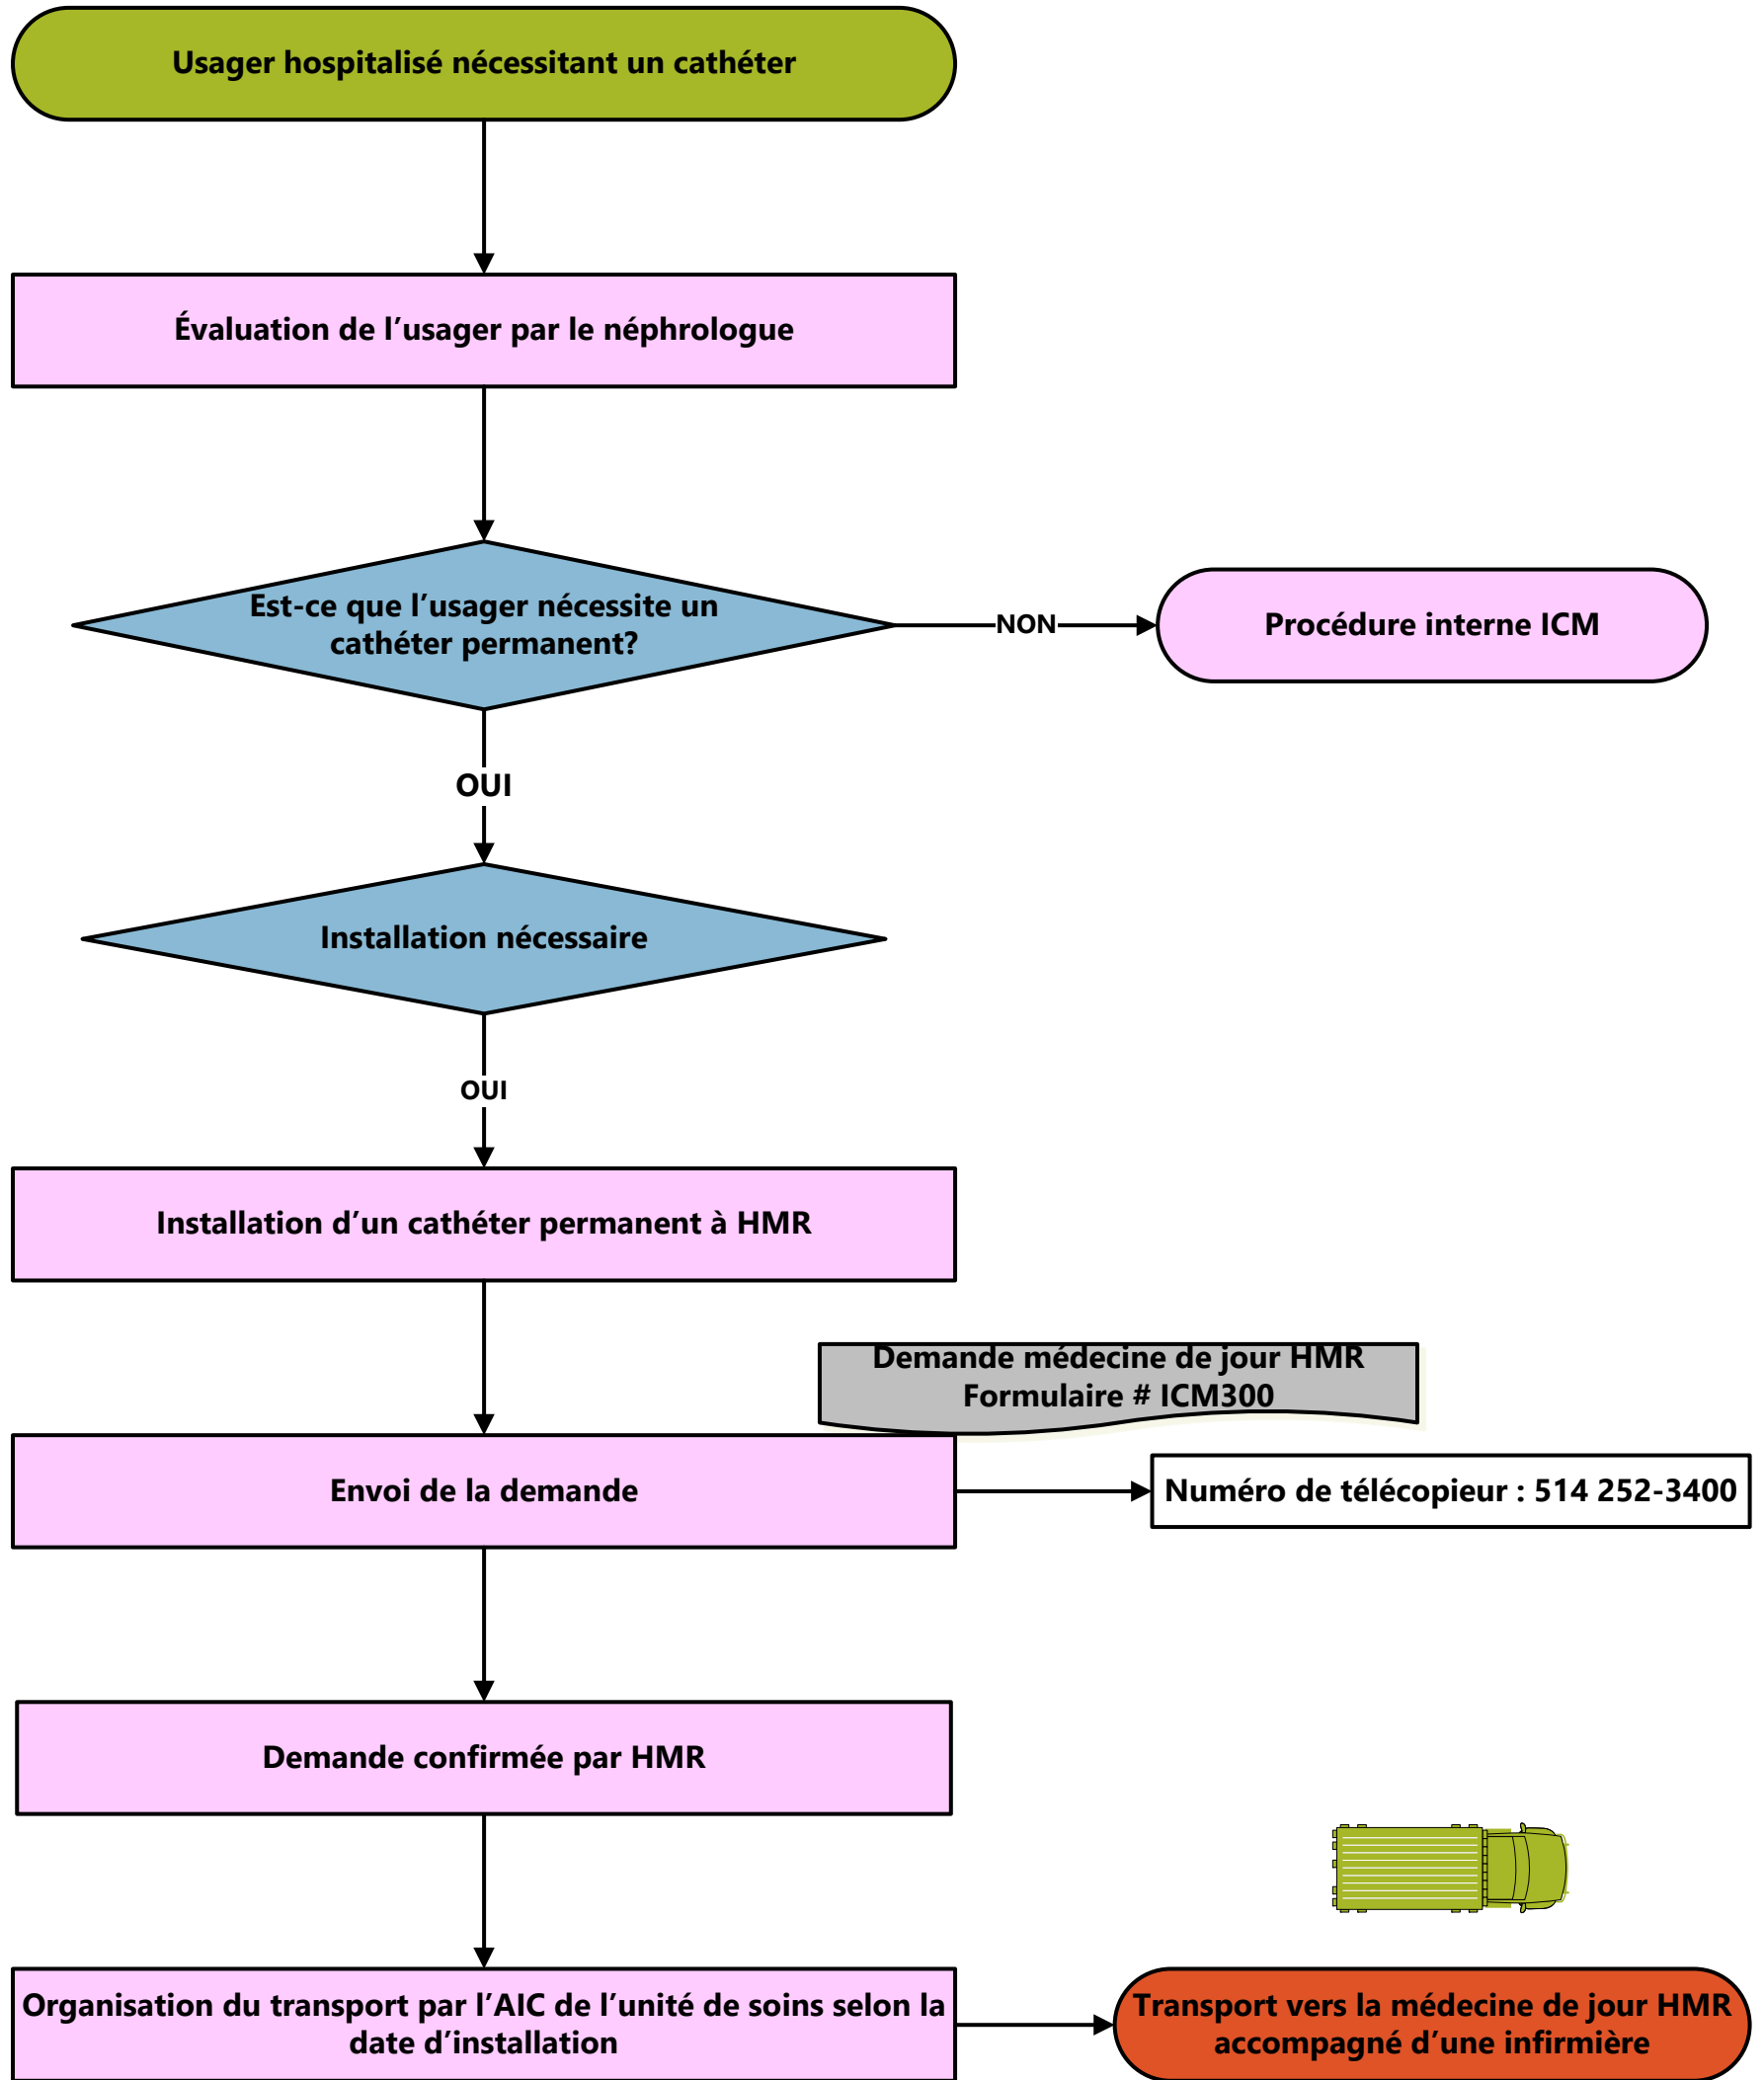 Usager hospitalisé nécessitant un cathéter
Évaluation de l’usager par le néphrologue
Est-ce que l’usager nécessite un
cathéter permanent?
NON
Procédure interne ICM
OUI
Installation nécessaire
OUI
Installation d’un cathéter permanent à HMR
Demande médecine de jour HMR
Formulaire # ICM300
Envoi de la demande
Numéro de télécopieur : 514 252-3400
Demande confirmée par HMR
Organisation du transport par l’AIC de l’unité de soins selon la
date d’installation
Transport vers la médecine de jour HMR
accompagné d’une infirmière